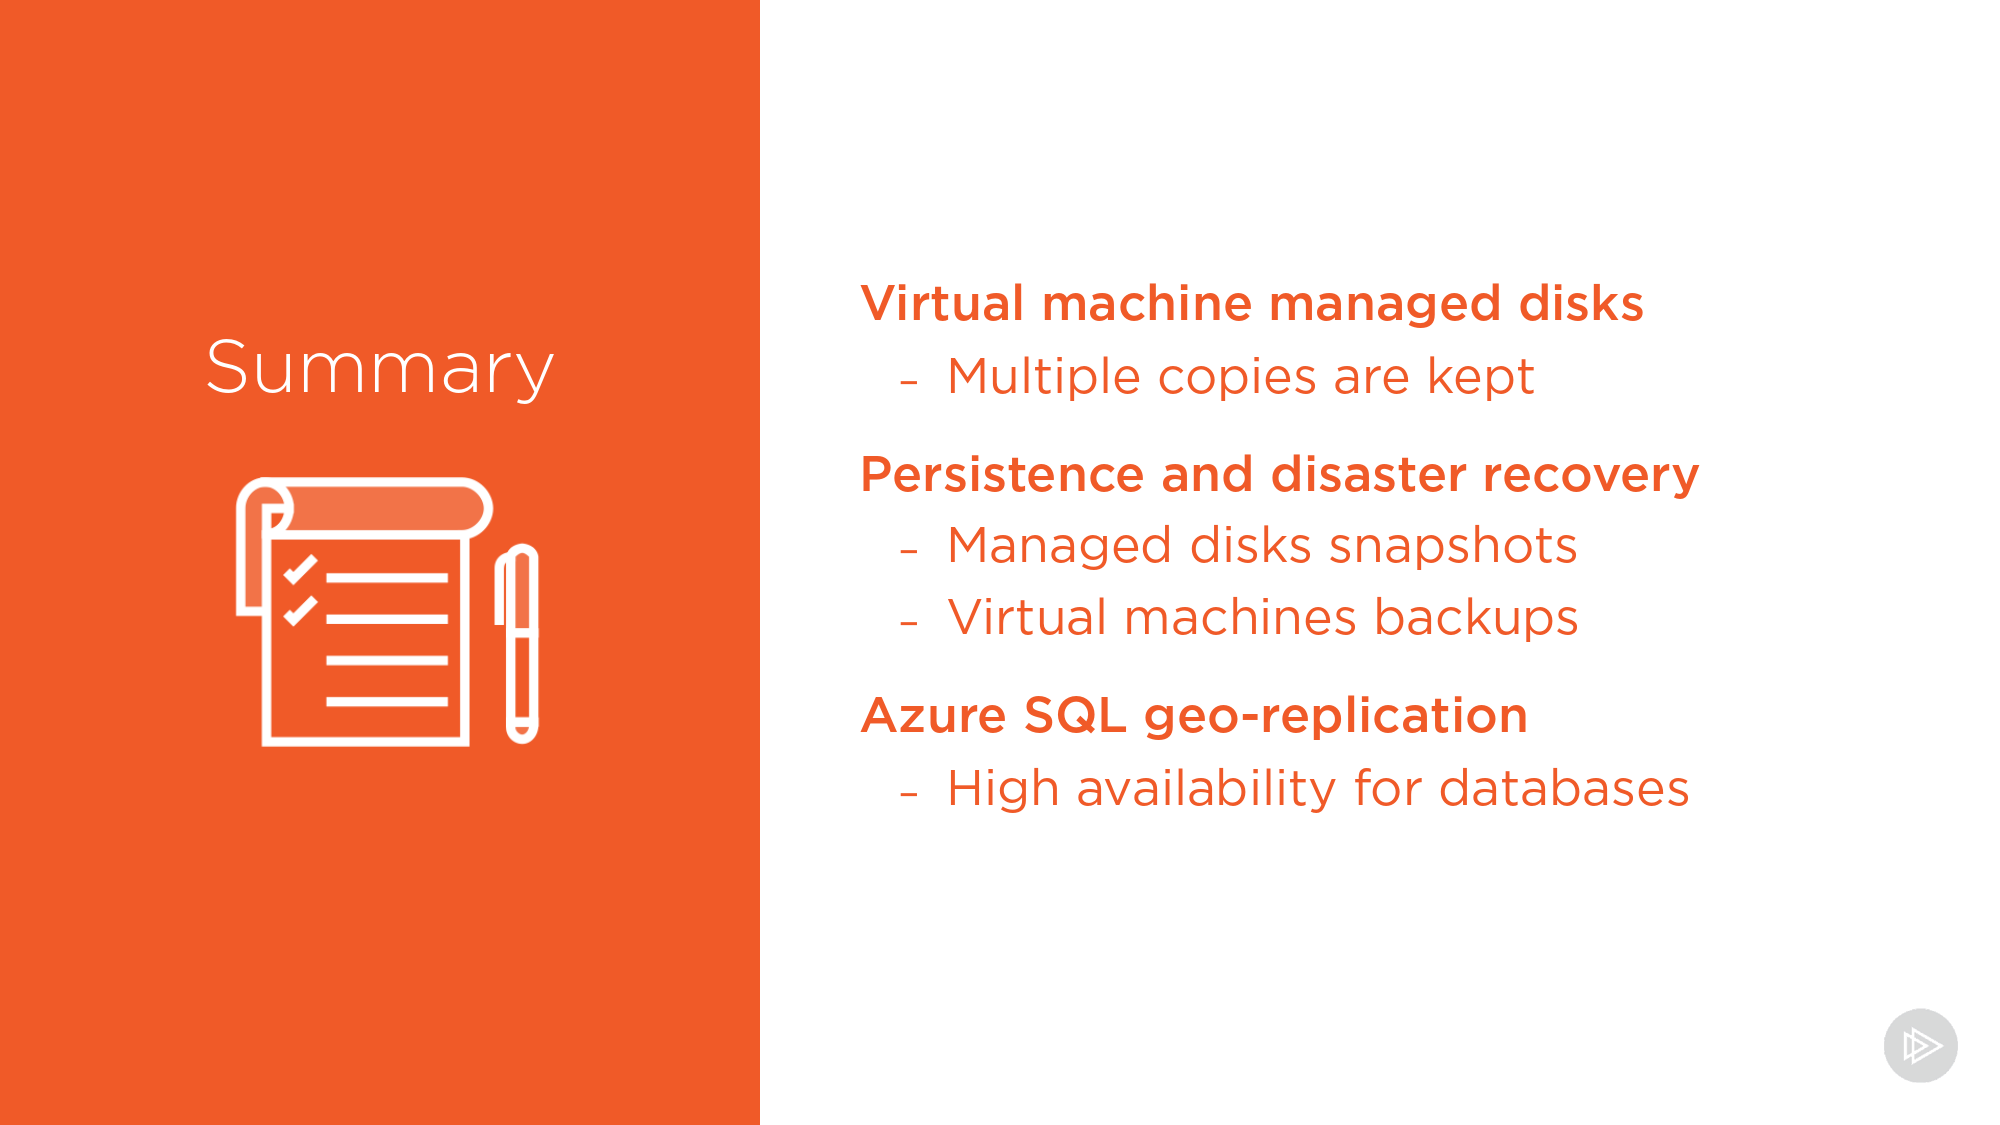 Summary
Virtual machine managed disks
– Multiple copies are kept
Persistence and disaster recovery
– Managed disks snapshots
– Virtual machines backups
Azure SQL geo-replication
– High availability for databases